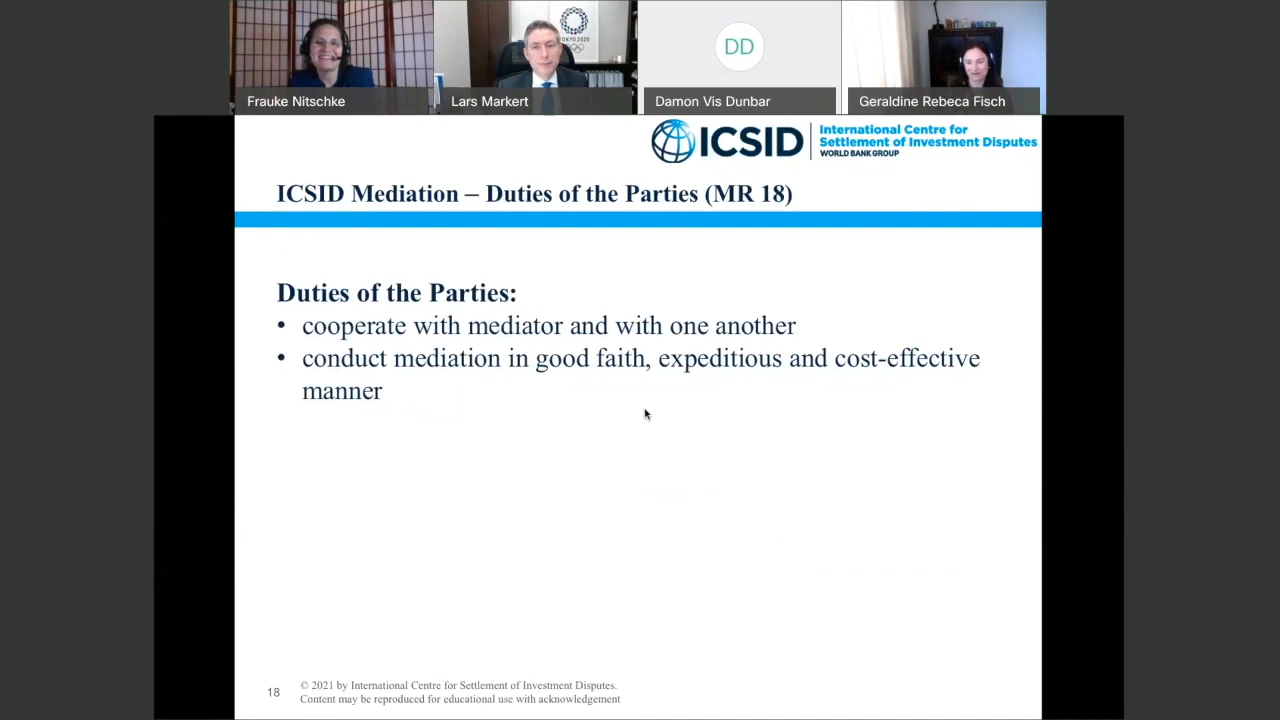 TOKYO 2020
DD
Frauke Nitschke
Lars Markert
Damon Vis Dunbar
Geraldine Rebeca Fisch
ICSID
International Centre for
Settlement of Investment Disputes
WORLD BANK GROUP
ICSID Mediation – Duties of the Parties (MR 18)
Duties of the Parties:
• cooperate with mediator and with one another
• conduct mediation in good faith, expeditious and cost-effective
manner
18
© 2021 by International Centre for Settlement of Investment Disputes.
Content may be reproduced for educational use with acknowledgement